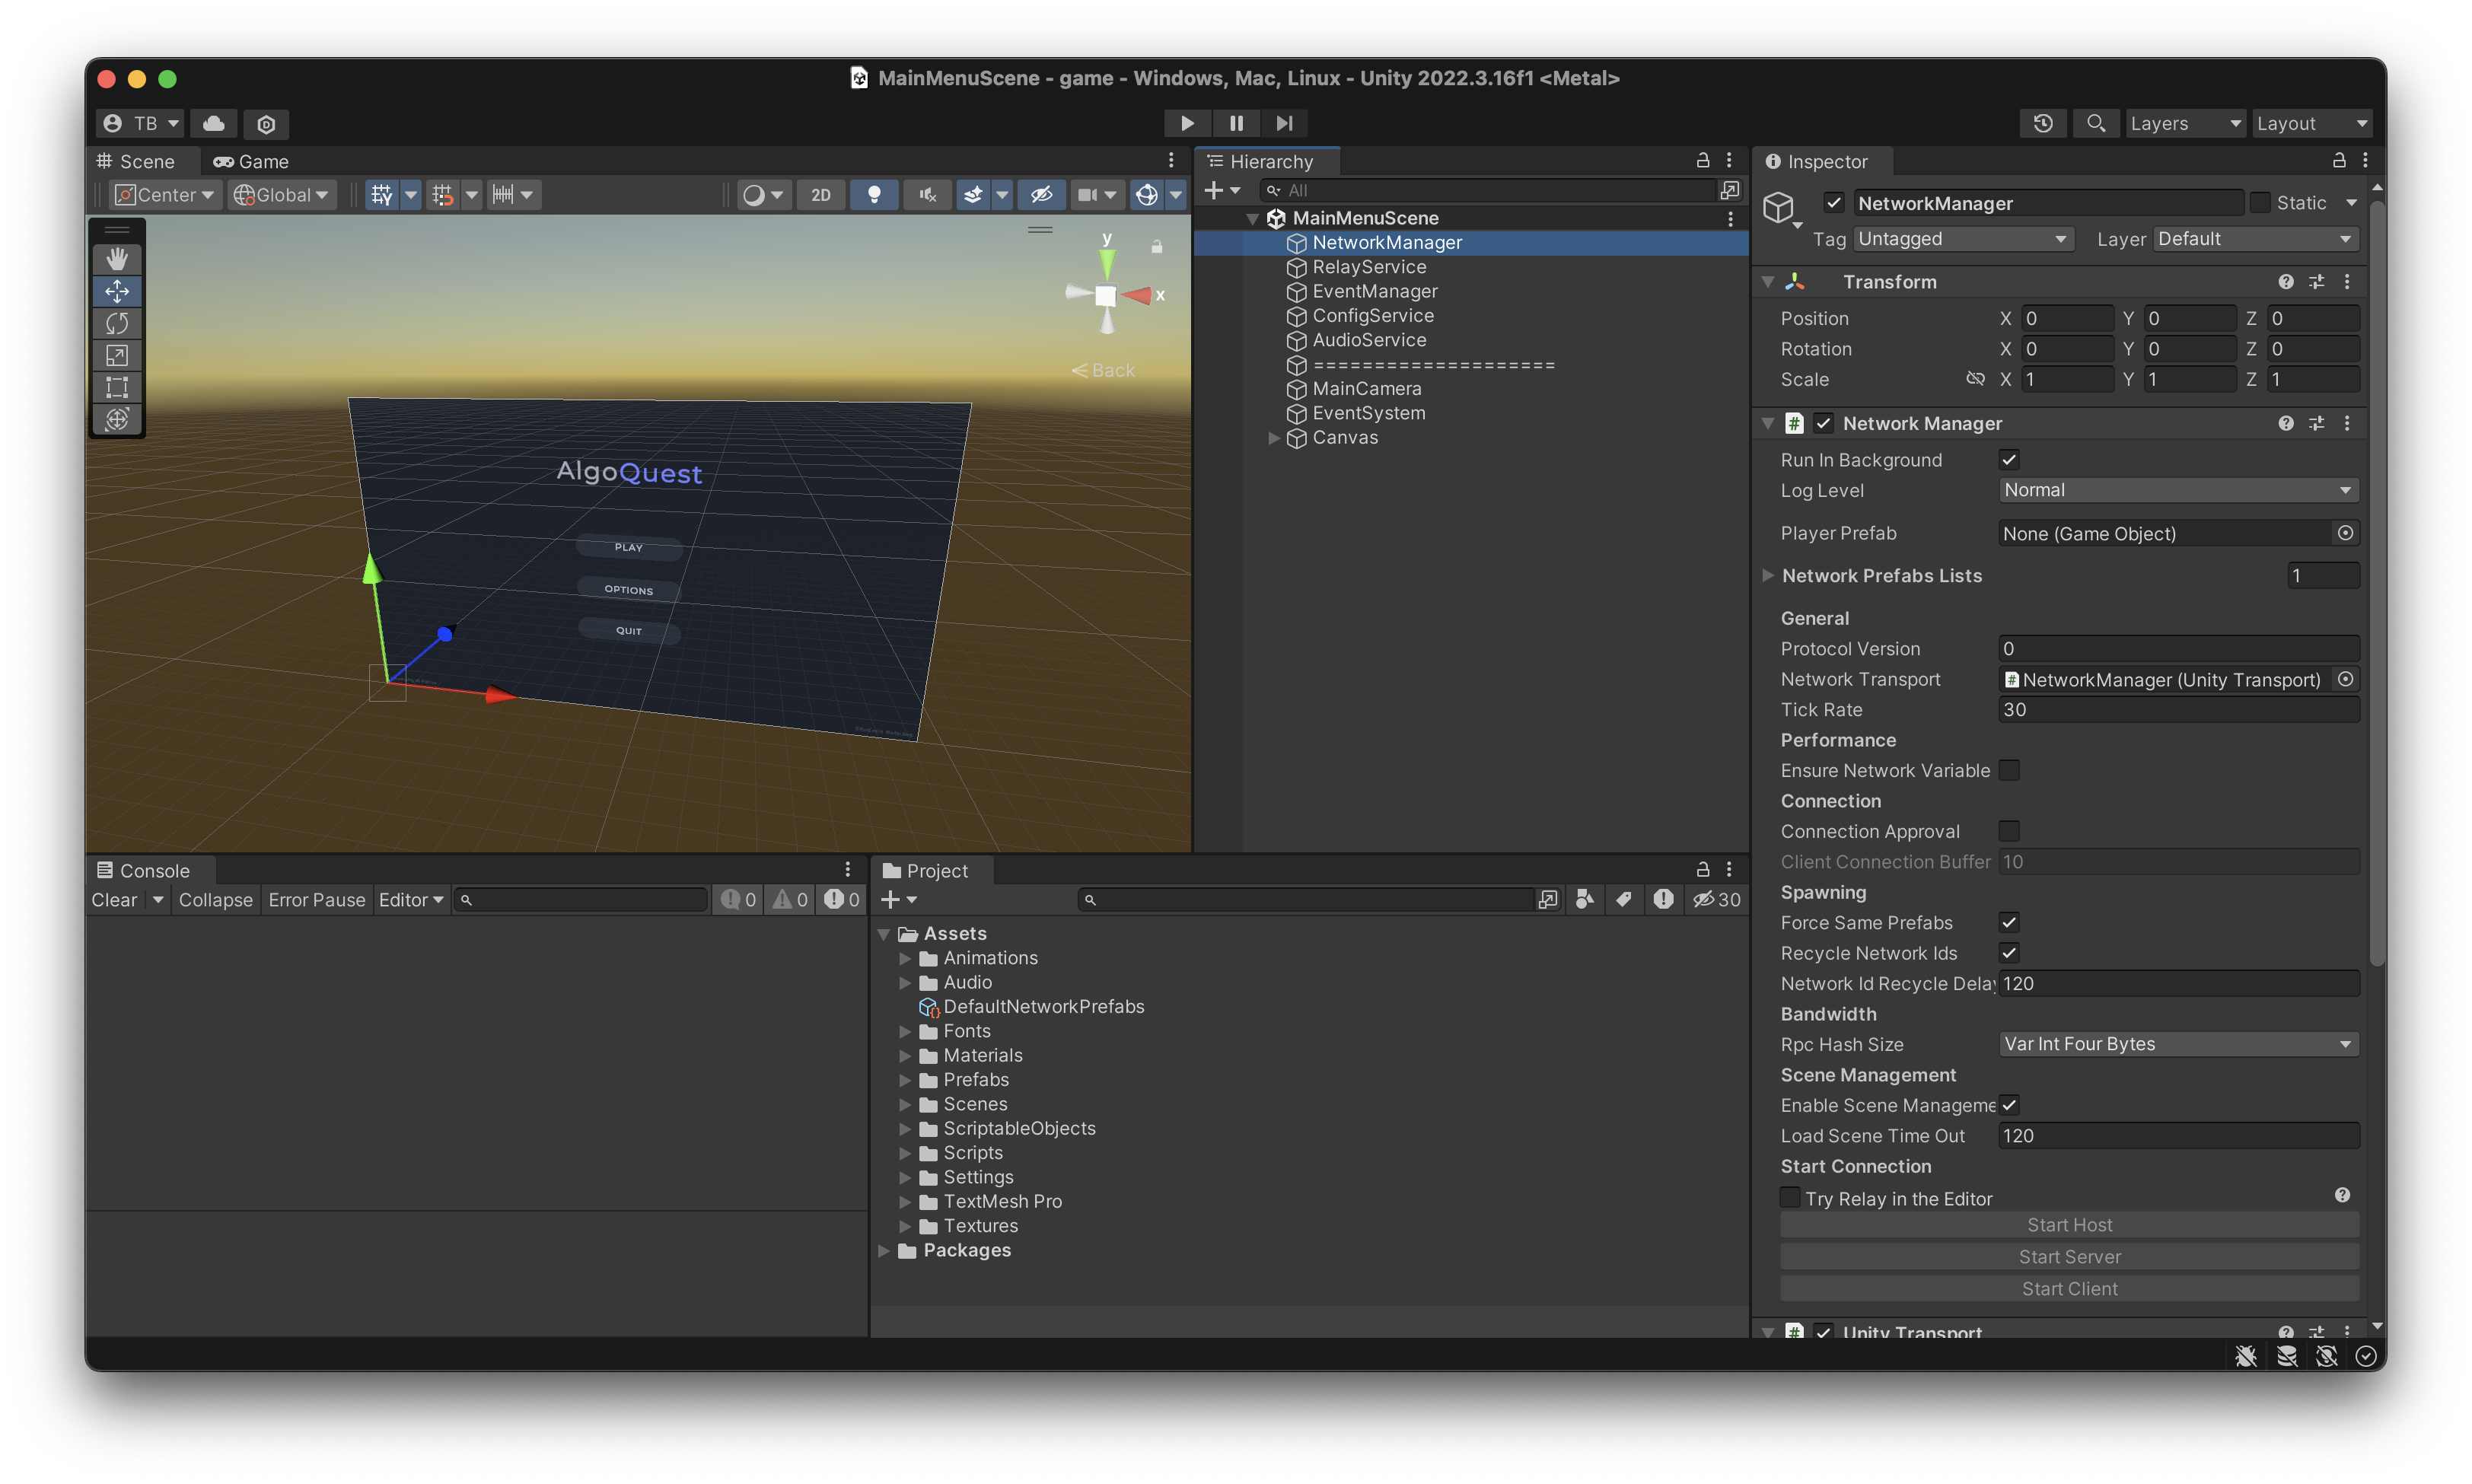 MainMenuScene - game - Windows, Mac, Linux - Unity 2022.3.16f1 <Metal>
TB
Layers
Layout
Scene
Game
Center
Global
2D
y
x
Back
AlgoQuest
PLAY
OPTIONS
QUIT
Hierarchy
All
MainMenuScene
NetworkManager
RelayService
EventManager
ConfigService
AudioService
====================
MainCamera
EventSystem
Canvas
Console
Clear
Collapse
Error Pause
Editor
0
0
0
Project
30
Assets
Animations
Audio
DefaultNetworkPrefabs
Fonts
Materials
Prefabs
Scenes
ScriptableObjects
Scripts
Settings
TextMesh Pro
Textures
Packages
Inspector
NetworkManager
Static
Tag Untagged Layer Default
Transform
Position X 0 Y 0 Z 0
Rotation X 0 Y 0 Z 0
Scale X 1 Y 1 Z 1
# Network Manager
Run In Background
Log Level Normal
Player Prefab None (Game Object)
Network Prefabs Lists 1
General
Protocol Version 0
Network Transport # NetworkManager (Unity Transport)
Tick Rate 30
Performance
Ensure Network Variable
Connection
Connection Approval
Client Connection Buffer 10
Spawning
Force Same Prefabs
Recycle Network Ids
Network Id Recycle Delay 120
Bandwidth
Rpc Hash Size Var Int Four Bytes
Scene Management
Enable Scene Manageme
Load Scene Time Out 120
Start Connection
Try Relay in the Editor
Start Host
Start Server
Start Client
# Unity Transport